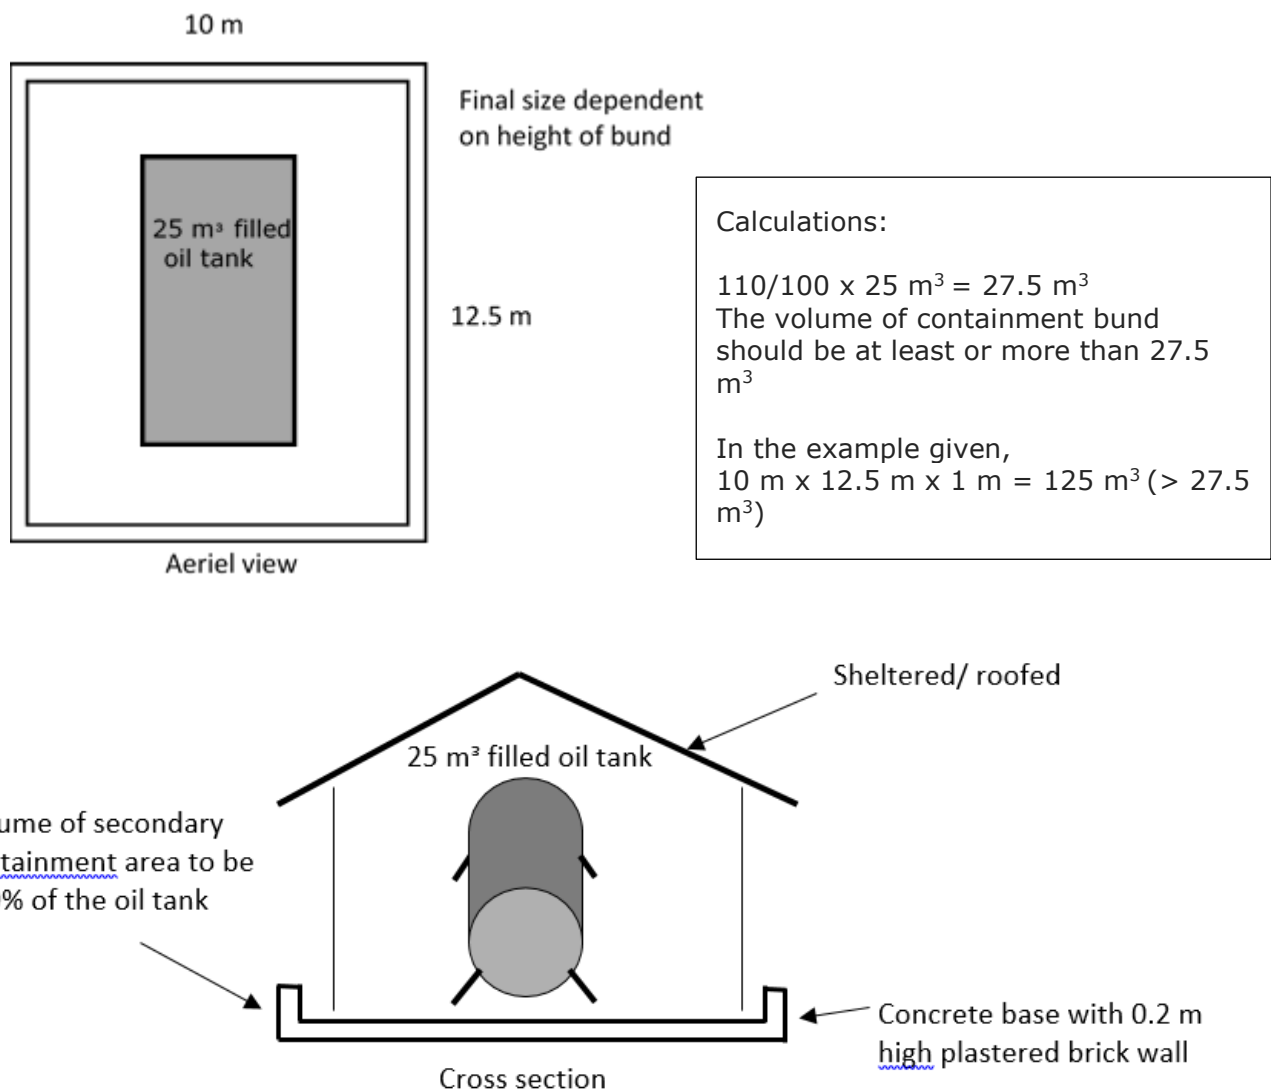 10 m
Final size dependent
on height of bund
25 m³ filled
oil tank
12.5 m
Aeriel view
Calculations:
110/100 x 25 m³ = 27.5 m³
The volume of containment bund
should be at least or more than 27.5
m³
In the example given,
10 m x 12.5 m x 1 m = 125 m³ (> 27.5
m³)
Sheltered/ roofed
25 m³ filled oil tank
of secondary
area to be
% of the oil tank
Concrete base with 0.2 m
high plastered brick wall
Cross section